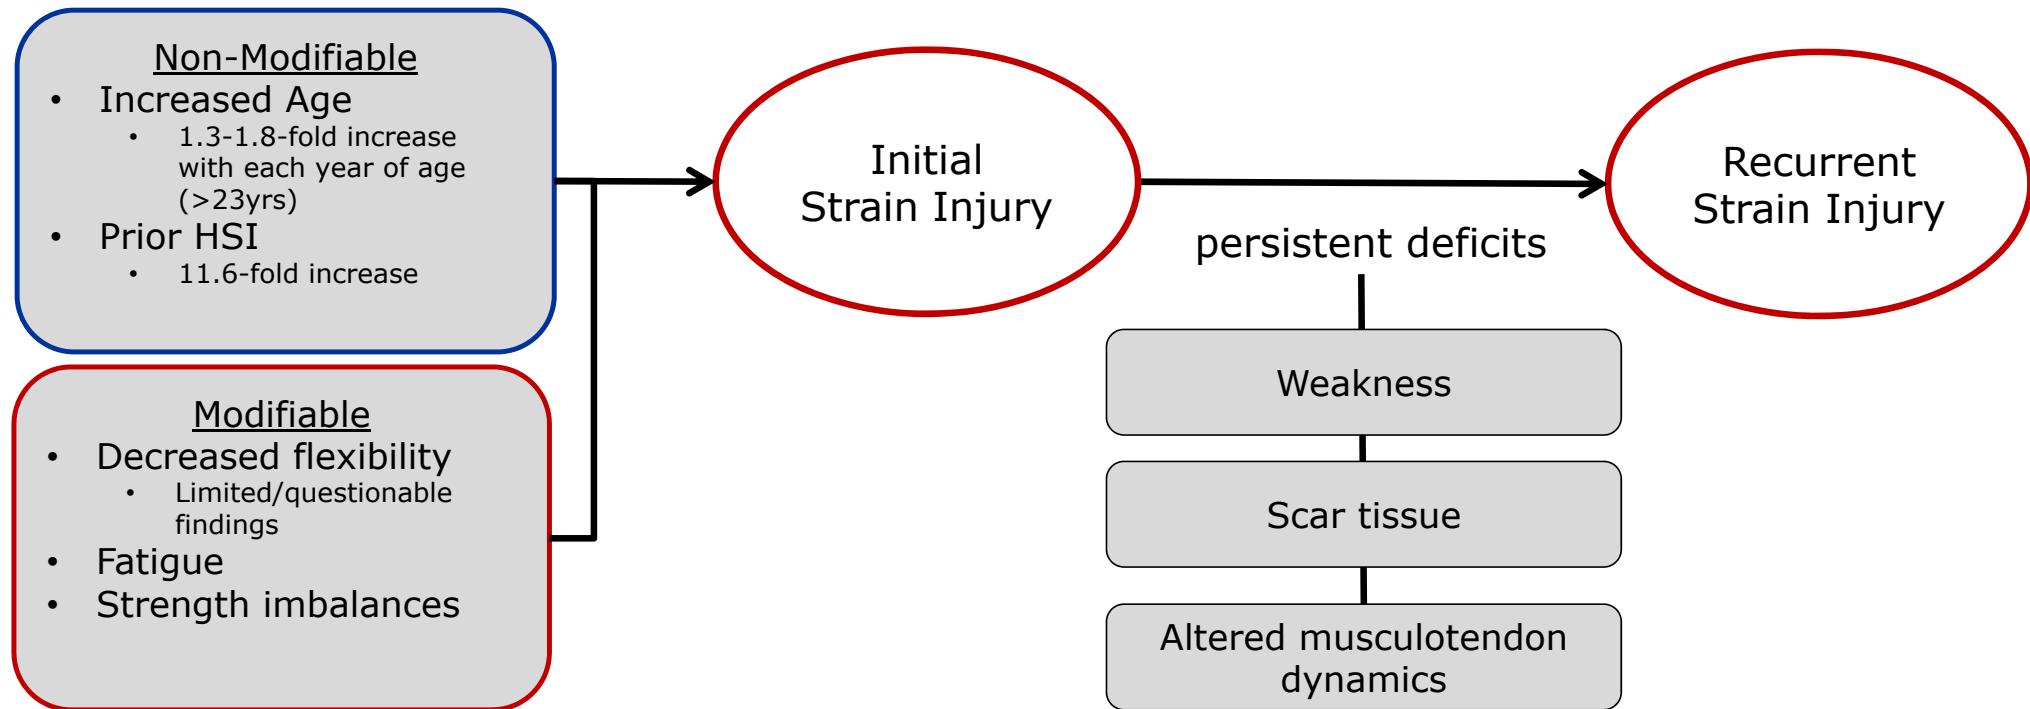 Non-Modifiable
• Increased Age
• 1.3-1.8-fold increase
with each year of age
(>23yrs)
• Prior HSI
• 11.6-fold increase
Modifiable
• Decreased flexibility
• Limited/questionable
findings
• Fatigue
• Strength imbalances
Initial
Strain Injury
persistent deficits
Weakness
Scar tissue
Altered musculotendon
dynamics
Recurrent
Strain Injury